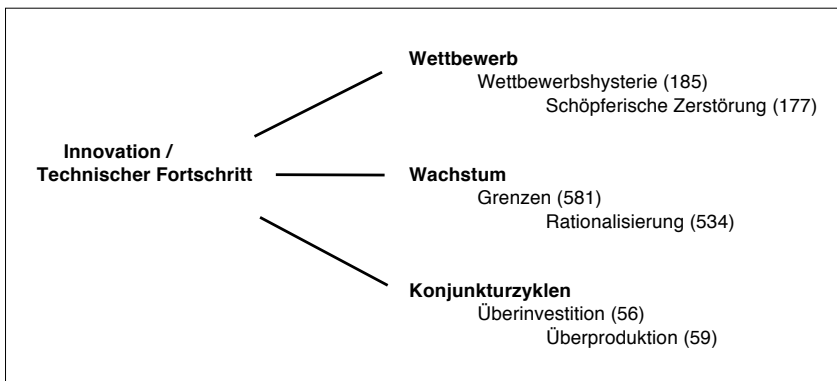 Wettbewerb
Wettbewerbshysterie (185)
Schöpferische Zerstörung (177)
Innovation /
Technischer Fortschritt
Wachstum
Grenzen (581)
Rationalisierung (534)
Konjunkturzyklen
Überinvestition (56)
Überproduktion (59)